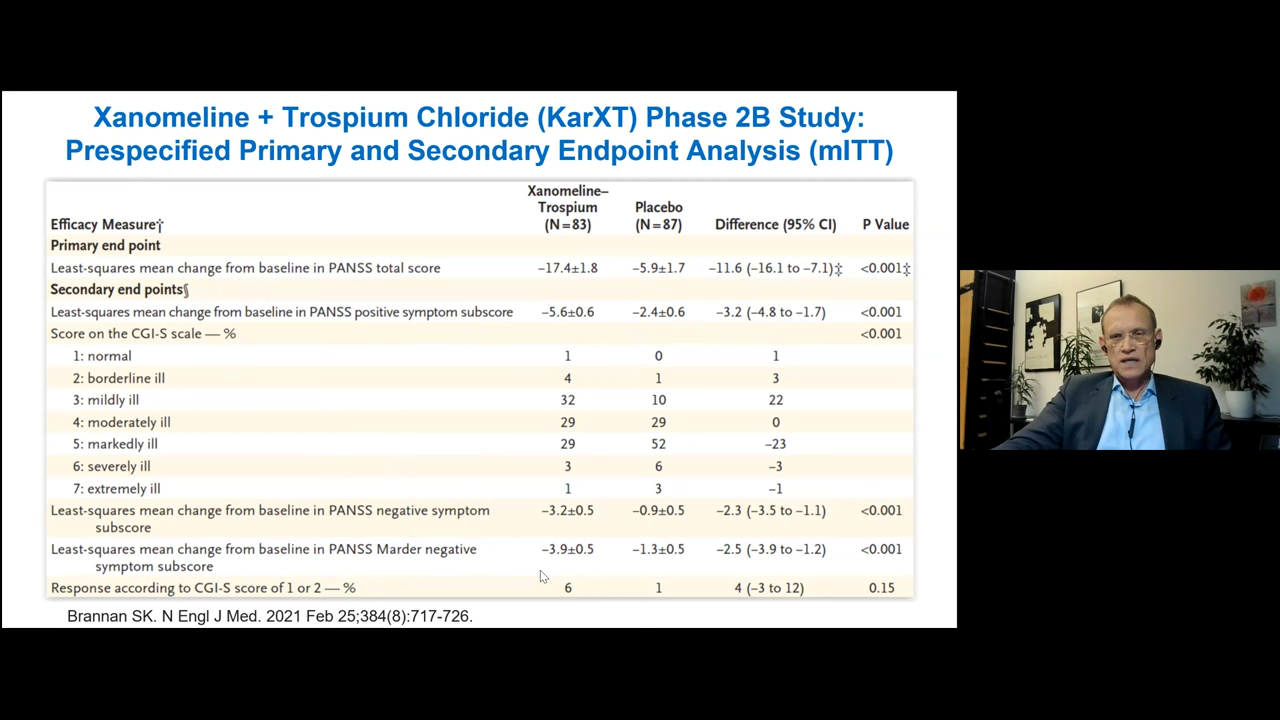 Xanomeline + Trospium Chloride (KarXT) Phase 2B Study:
Prespecified Primary and Secondary Endpoint Analysis (mITT)
Efficacy Measure† Xanomeline–Trospium (N=83) Placebo (N=87) Difference (95% CI) P Value
Primary end point
Least-squares mean change from baseline in PANSS total score −17.4±1.8 −5.9±1.7 −11.6 (−16.1 to −7.1)‡ <0.001‡
Secondary end points§
Least-squares mean change from baseline in PANSS positive symptom subscore −5.6±0.6 −2.4±0.6 −3.2 (−4.8 to −1.7) <0.001
Score on the CGI-S scale — % <0.001
1: normal 1 0 1
2: borderline ill 4 1 3
3: mildly ill 32 10 22
4: moderately ill 29 29 0
5: markedly ill 29 52 −23
6: severely ill 3 6 −3
7: extremely ill 1 3 −1
Least-squares mean change from baseline in PANSS negative symptom −3.2±0.5 −0.9±0.5 −2.3 (−3.5 to −1.1) <0.001
subscore
Least-squares mean change from baseline in PANSS Marder negative −3.9±0.5 −1.3±0.5 −2.5 (−3.9 to −1.2) <0.001
symptom subscore
Response according to CGI-S score of 1 or 2 — % 6 1 4 (−3 to 12) 0.15
Brannan SK. N Engl J Med. 2021 Feb 25;384(8):717-726.